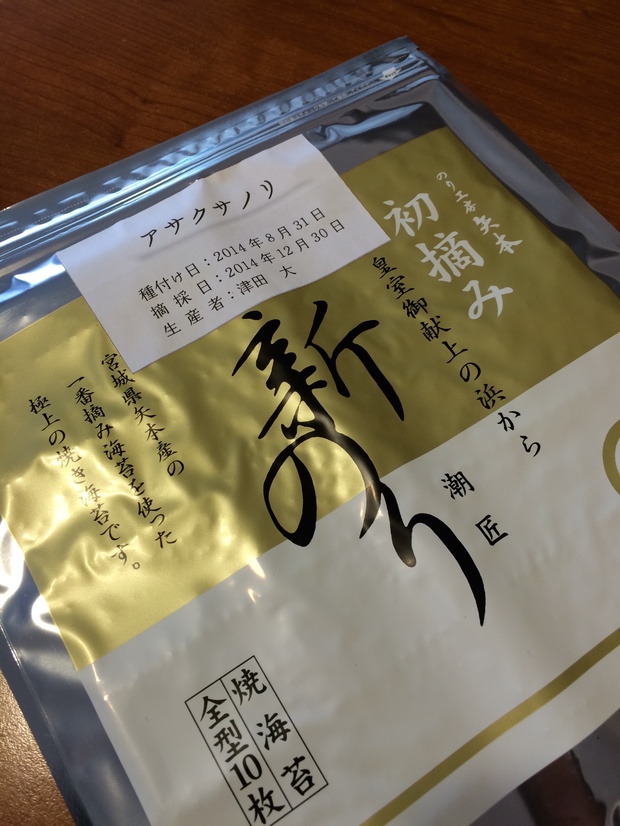 アサクサノリ
種付け日：2014年8月31日
摘採日：2014年12月30日
生産者：津田 大
のり工房矢本
初摘み
皇室御献上の浜から
潮匠
新のり
宮城県矢本産の
一番摘み海苔を使った
極上の焼き海苔です。
焼海苔
全型10枚